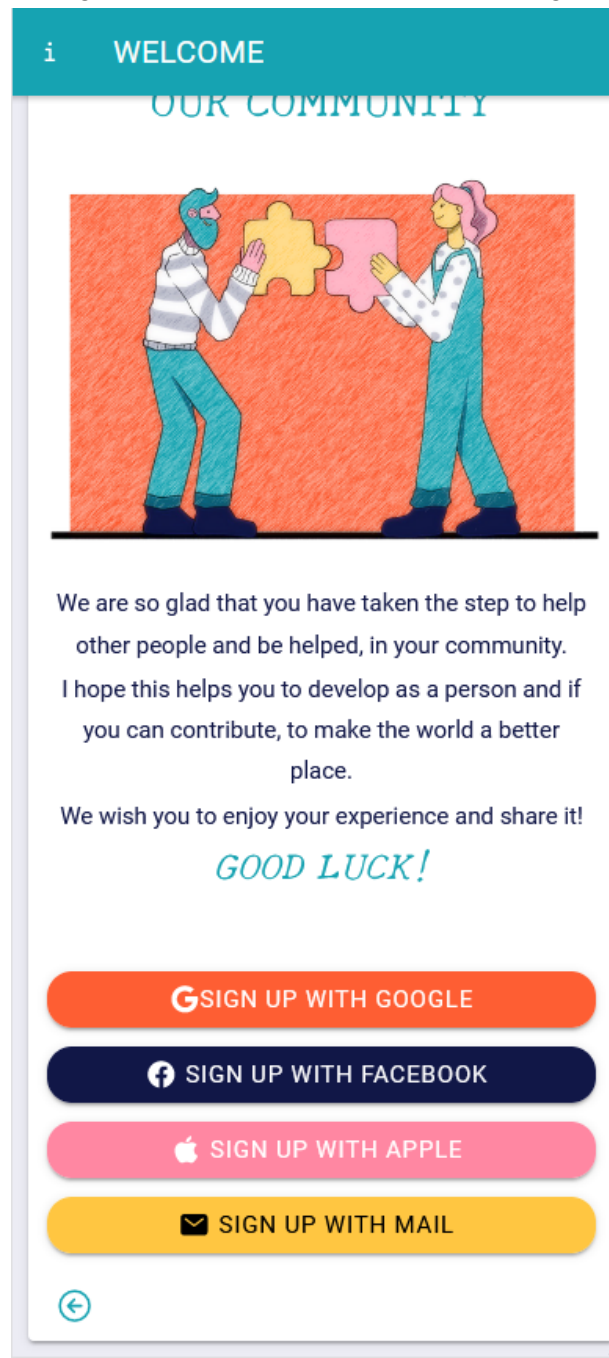 i WELCOME
OUR COMMUNITY
We are so glad that you have taken the step to help
other people and be helped, in your community.
I hope this helps you to develop as a person and if
you can contribute, to make the world a better
place.
We wish you to enjoy your experience and share it!
GOOD LUCK!
SIGN UP WITH GOOGLE
SIGN UP WITH FACEBOOK
SIGN UP WITH APPLE
SIGN UP WITH MAIL